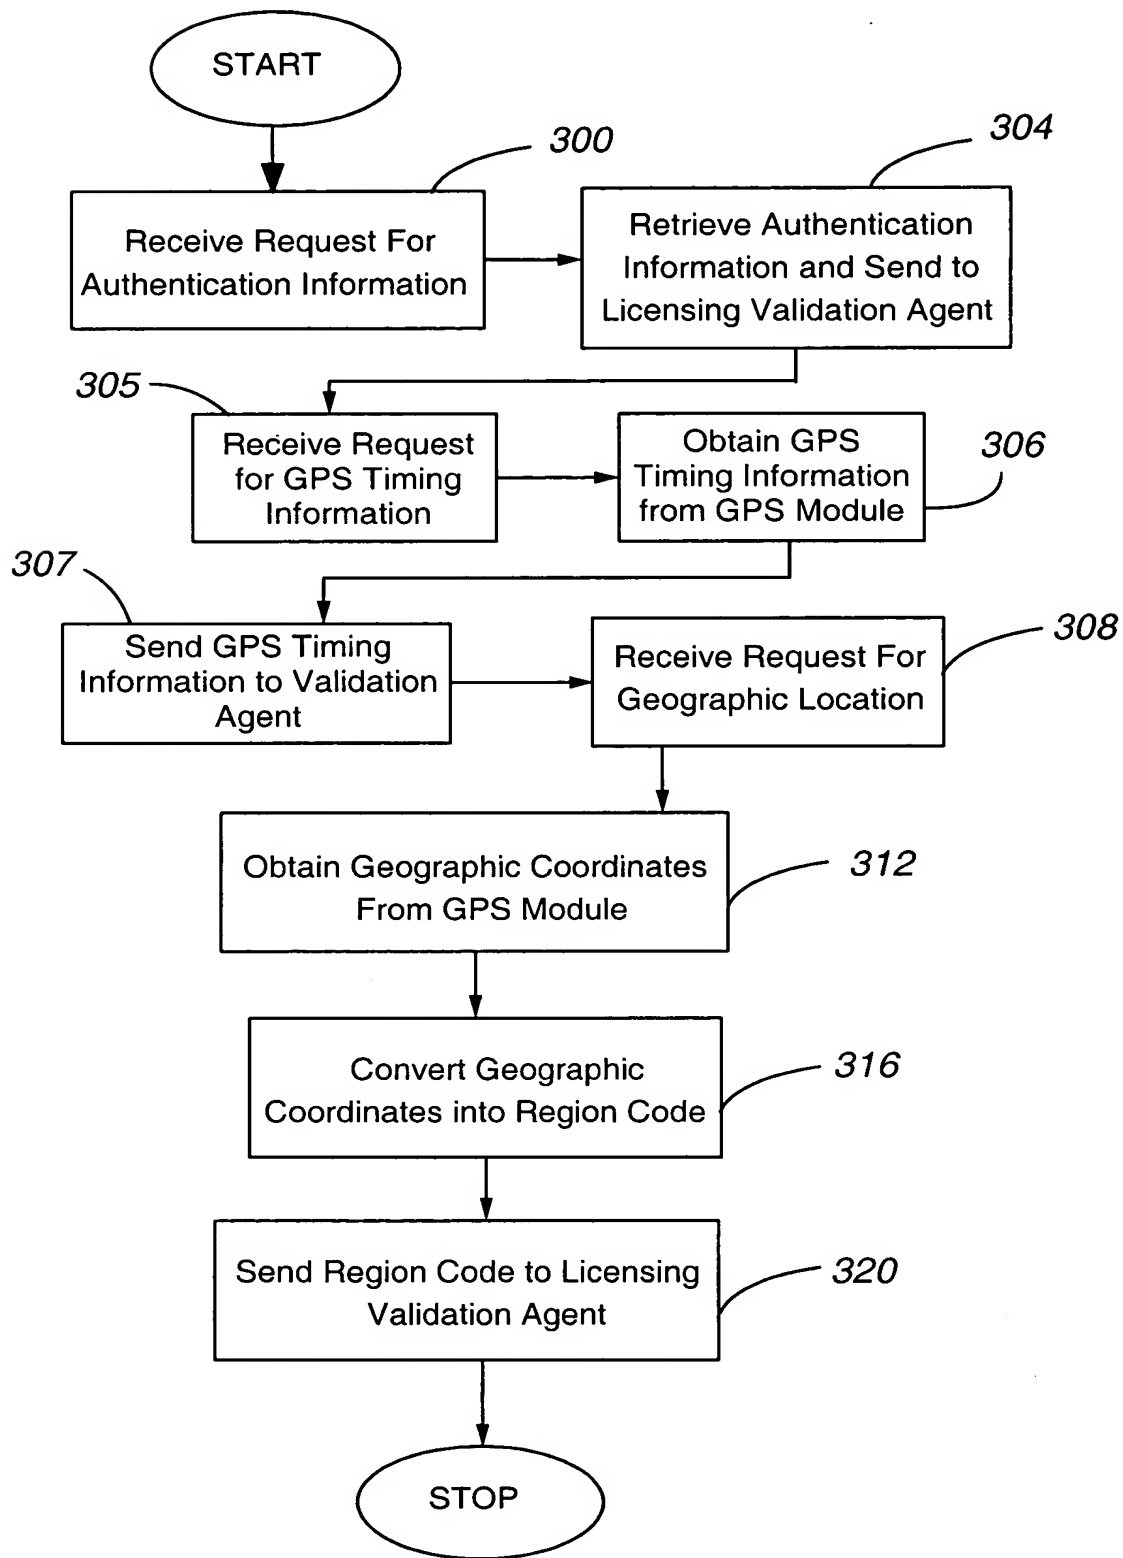 START
300
304
Receive Request For
Authentication Information
Retrieve Authentication
Information and Send to
Licensing Validation Agent
305
Receive Request
for GPS Timing
Information
Obtain GPS
Timing Information
from GPS Module
306
307
Send GPS Timing
Information to Validation
Agent
Receive Request For
Geographic Location
308
Obtain Geographic Coordinates
From GPS Module
312
Convert Geographic
Coordinates into Region Code
316
Send Region Code to Licensing
Validation Agent
320
STOP